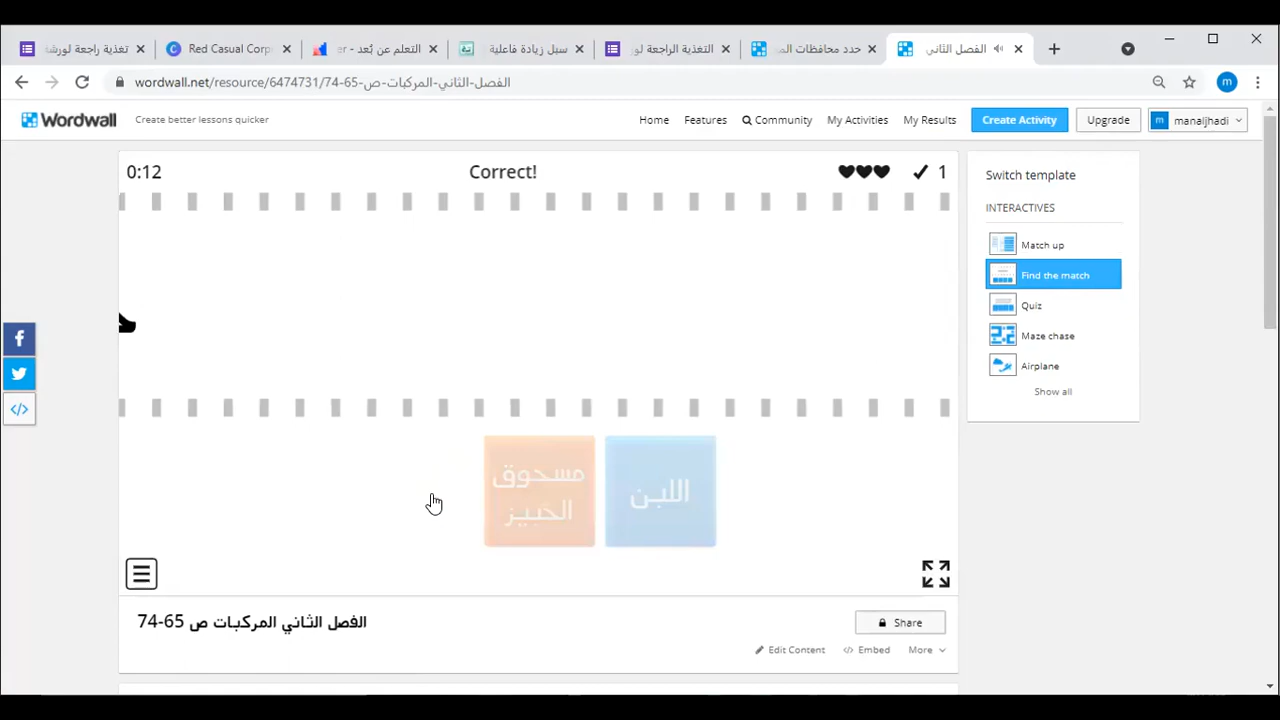 تغذية راجعة لورشة
Red Casual Corp
التعلم عن بُعد - er
سبل زيادة فاعلية
التغذية الراجعة لو
حدد محافظات الم
الفصل الثاني
wordwall.net/resource/6474731/الفصل-الثاني-المركبات-ص-65-74
m
Wordwall
Create better lessons quicker
Home
Features
Community
My Activities
My Results
Create Activity
Upgrade
m
manaljhadi
0:12
Correct!
1
مسحوق
الخبيز
اللبن
الفصل الثاني المركبات ص 65-74
Share
Edit Content
Embed
More
Switch template
INTERACTIVES
Match up
Find the match
Quiz
Maze chase
Airplane
Show all